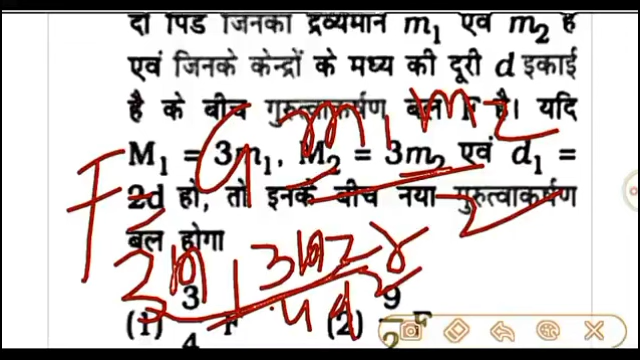 दो पिंड जिनका द्रव्यमान m₁ एवं m₂ है
एवं जिनके केन्द्रों के मध्य की दूरी d इकाई
है के बीच गुरुत्वाकर्षण बल F है। यदि
M₁ = 3m₁, M₂ = 3m₂ एवं d₁ =
2d हो, तो इनके बीच नया गुरुत्वाकर्षण
बल होगा
(1) 3/4 F (2) 9/2 F